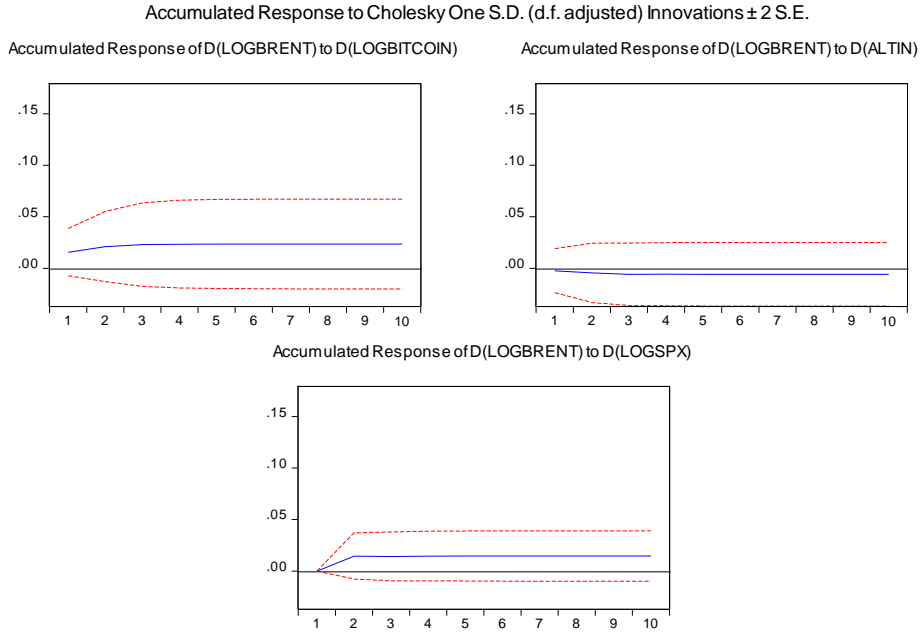 Accumulated Response to Cholesky One S.D. (d.f. adjusted) Innovations ± 2 S.E.
Accumulated Response of D(LOGBRENT) to D(LOGBITCOIN)
.15
.10
.05
.00
1 2 3 4 5 6 7 8 9 10
Accumulated Response of D(LOGBRENT) to D(ALTIN)
.15
.10
.05
.00
1 2 3 4 5 6 7 8 9 10
Accumulated Response of D(LOGBRENT) to D(LOGSPX)
.15
.10
.05
.00
1 2 3 4 5 6 7 8 9 10